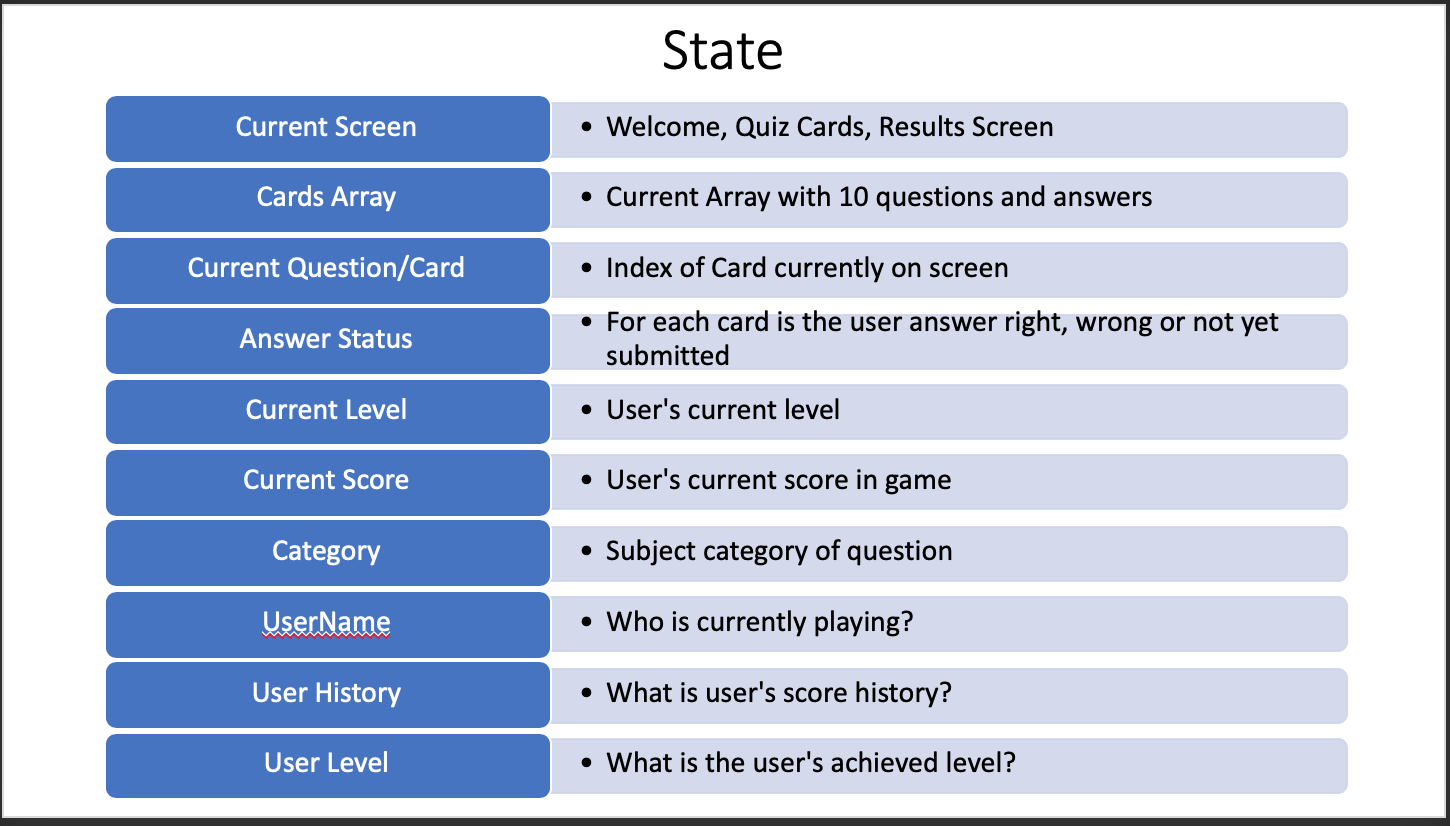 State
Current Screen
• Welcome, Quiz Cards, Results Screen
Cards Array
• Current Array with 10 questions and answers
Current Question/Card
• Index of Card currently on screen
Answer Status
• For each card is the user answer right, wrong or not yet
submitted
Current Level
• User's current level
Current Score
• User's current score in game
Category
• Subject category of question
UserName
• Who is currently playing?
User History
• What is user's score history?
User Level
• What is the user's achieved level?